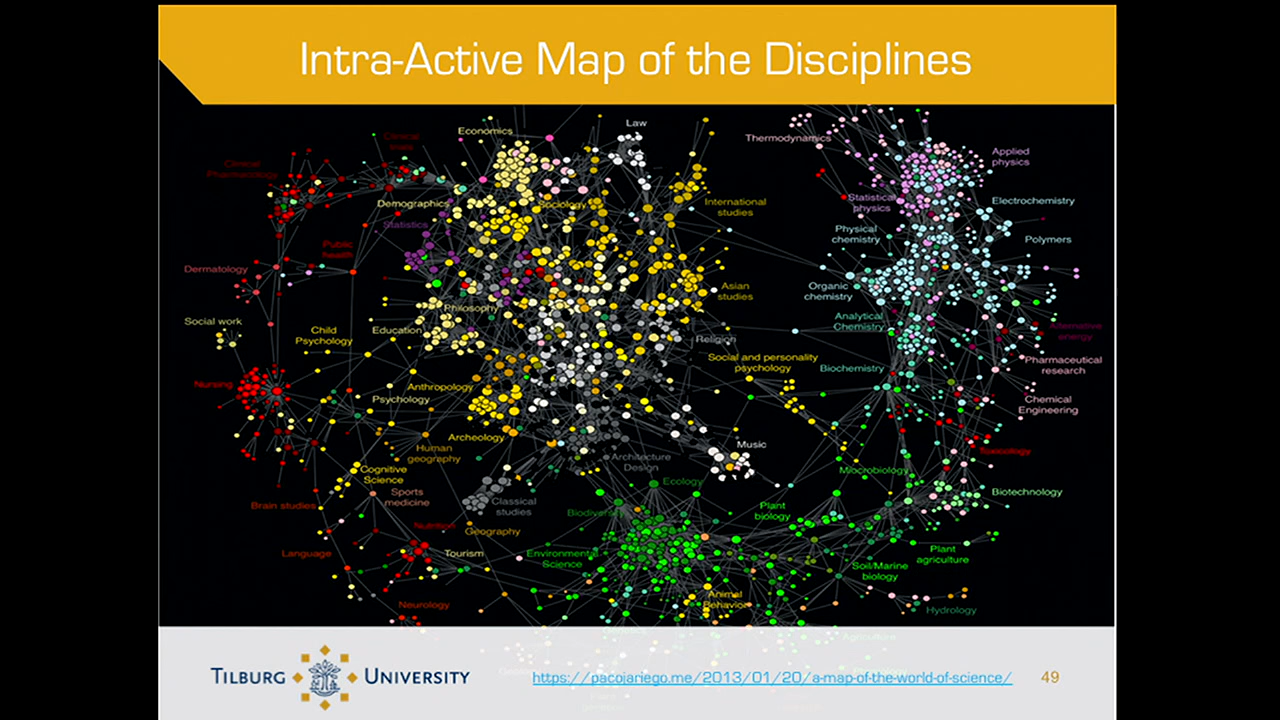 Intra-Active Map of the Disciplines
Economics
Law
Thermodynamics
Clinical
trials
Applied
physics
Clinical
Pharmacology
Demographics
Sociology
International
studies
Statistical
physics
Electrochemistry
Statistics
Physical
chemistry
Polymers
Public
health
Dermatology
Organic
chemistry
Asian
studies
Philosophy
Social work
Child
Psychology
Education
Analytical
Chemistry
Alternative
energy
Religion
Social and personality
psychology
Biochemistry
Pharmaceutical
research
Nursing
Anthropology
Psychology
Chemical
Engineering
Archeology
Music
Human
geography
Toxicology
Architecture
Design
Cognitive
Science
Microbiology
Ecology
Sports
medicine
Biotechnology
Brain studies
Classical
studies
Plant
biology
Nutrition
Geography
Language
Tourism
Environmental
Science
Plant
agriculture
Soil/Marine
biology
Animal
Behavior
Neurology
Hydrology
Agriculture
TILBURG UNIVERSITY
https://pacojariego.me/2013/01/20/a-map-of-the-world-of-science/
49